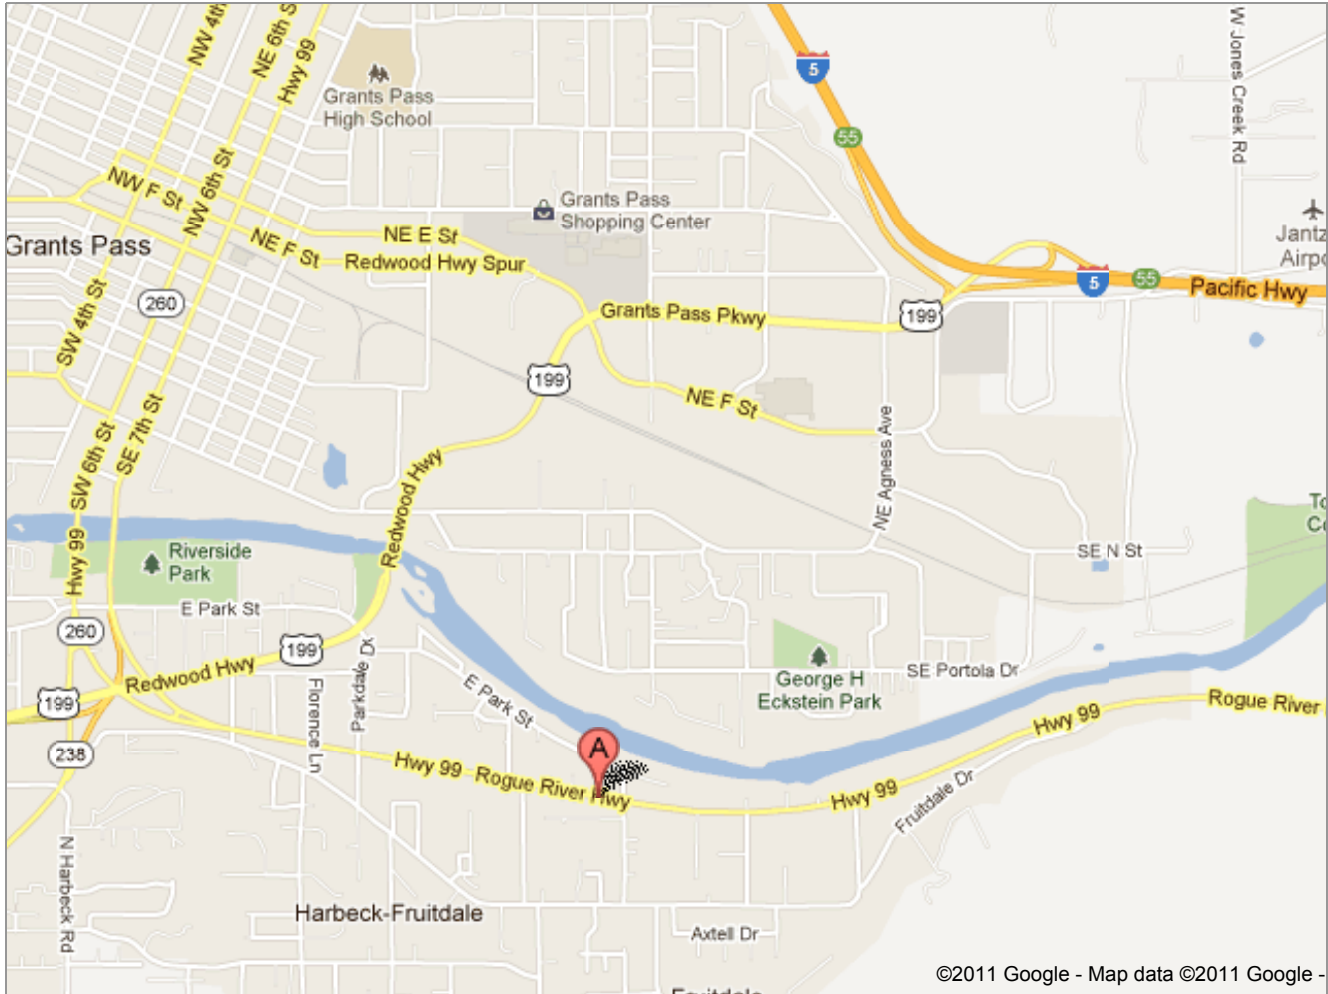 NW 4th
NE 6th S
Hwy 99
Grants Pass
High School
5
55
W Jones Creek Rd
NW F St
NW 6th St
Grants Pass
Shopping Center
Grants Pass
NE F St
NE E St
Redwood Hwy Spur
Jantz
Airpo
5
55
Pacific Hwy
260
SW 4th St
Grants Pass Pkwy
199
199
NE F St
SE 7th St
SW 6th St
NE Agness Ave
Redwood Hwy
To
Co
Hwy 99
Riverside
Park
SE N St
E Park St
260
199
Parkdale Dr
Redwood Hwy
George H
Eckstein Park
SE Portola Dr
E Park St
199
Florence Ln
Rogue River
Hwy 99
238
A
Hwy 99
Rogue River Hwy
Hwy 99
Fruitdale Dr
N Harbeck Rd
Harbeck-Fruitdale
Axtell Dr
©2011 Google - Map data ©2011 Google -
Fruitdale